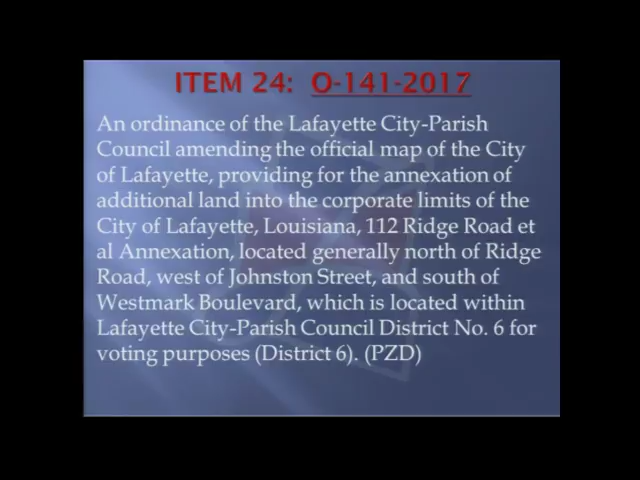 ITEM 24: O-141-2017
An ordinance of the Lafayette City-Parish
Council amending the official map of the City
of Lafayette, providing for the annexation of
additional land into the corporate limits of the
City of Lafayette, Louisiana, 112 Ridge Road et
al Annexation, located generally north of Ridge
Road, west of Johnston Street, and south of
Westmark Boulevard, which is located within
Lafayette City-Parish Council District No. 6 for
voting purposes (District 6). (PZD)